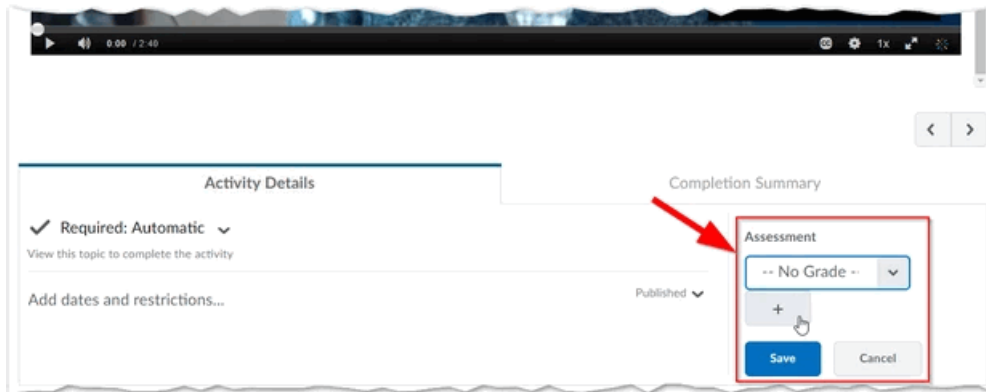 0:00 / 2:40
CC
1x
Activity Details
Completion Summary
Required: Automatic
View this topic to complete the activity
Assessment
-- No Grade --
Add dates and restrictions...
Published
+
Save
Cancel